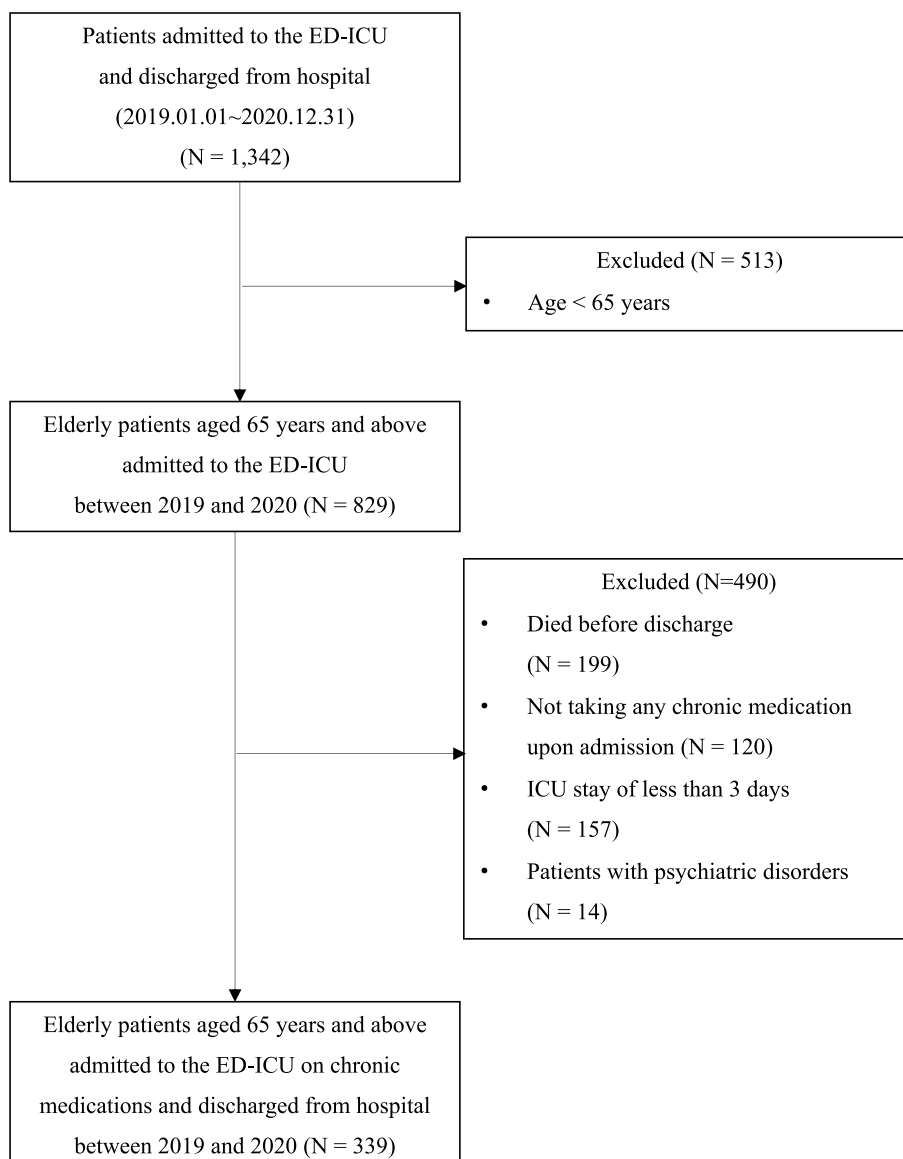 Patients admitted to the ED-ICU
and discharged from hospital
(2019.01.01~2020.12.31)
(N = 1,342)
Excluded (N = 513)
• Age < 65 years
Elderly patients aged 65 years and above
admitted to the ED-ICU
between 2019 and 2020 (N = 829)
Excluded (N=490)
• Died before discharge
(N = 199)
• Not taking any chronic medication
upon admission (N = 120)
• ICU stay of less than 3 days
(N = 157)
• Patients with psychiatric disorders
(N = 14)
Elderly patients aged 65 years and above
admitted to the ED-ICU on chronic
medications and discharged from hospital
between 2019 and 2020 (N = 339)